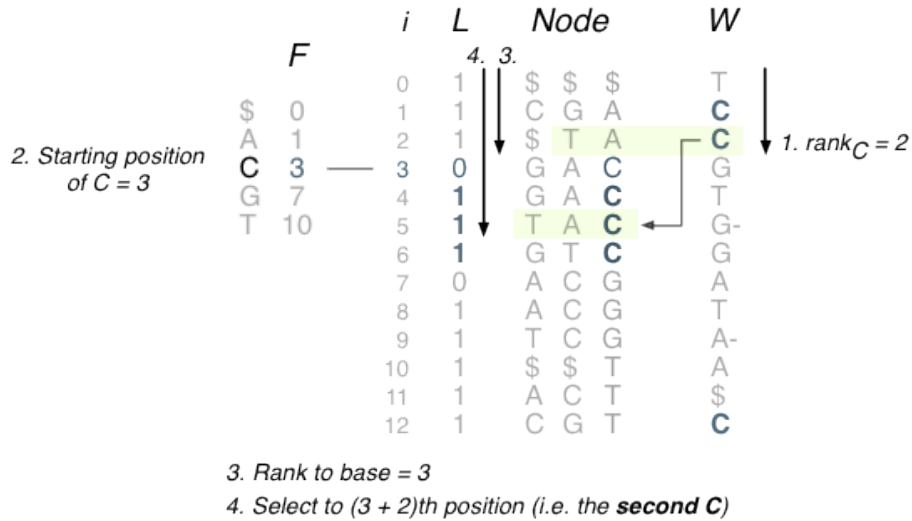 i L Node W
F 4. 3.
0 1 $ $ $ T
$ 0 1 1 C G A C
A 1 2 1 $ T A C
2. Starting position of C = 3
1. rankC = 2
C 3 3 0 G A C G
G 7 4 1 G A C T
T 10 5 1 T A C G-
6 1 G T C G
7 0 A C G A
8 1 A C G T
9 1 T C G A-
10 1 $ $ T A
11 1 A C T $
12 1 C G T C
3. Rank to base = 3
4. Select to (3 + 2)th position (i.e. the second C)